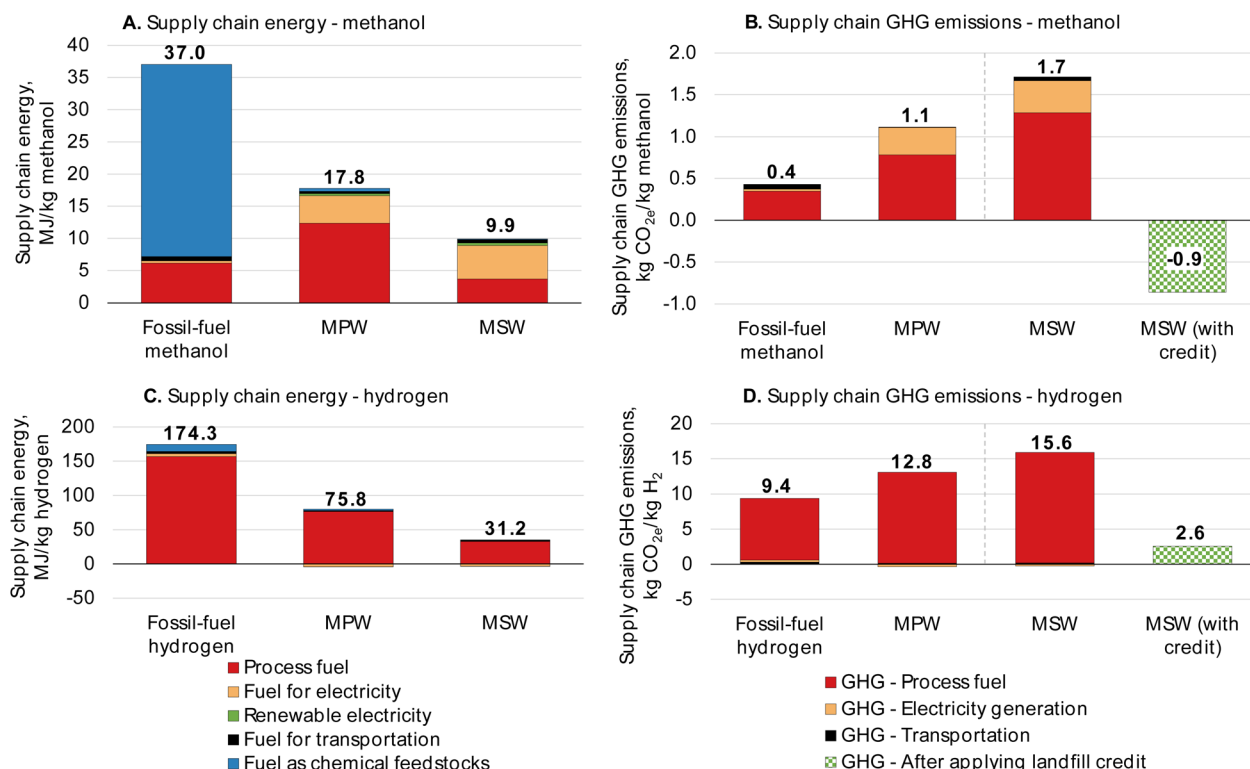 A. Supply chain energy - methanol
Supply chain energy,
MJ/kg methanol
40
35
30
25
20
15
10
5
0
37.0
17.8
9.9
Fossil-fuel
methanol
MPW
MSW
B. Supply chain GHG emissions - methanol
Supply chain GHG emissions,
kg CO2e/kg methanol
2.0
1.5
1.0
0.5
0.0
-0.5
-1.0
0.4
1.1
1.7
-0.9
Fossil-fuel
methanol
MPW
MSW
MSW (with
credit)
C. Supply chain energy - hydrogen
Supply chain energy,
MJ/kg hydrogen
200
150
100
50
0
-50
174.3
75.8
31.2
Fossil-fuel
hydrogen
MPW
MSW
Process fuel
Fuel for electricity
Renewable electricity
Fuel for transportation
Fuel as chemical feedstocks
D. Supply chain GHG emissions - hydrogen
Supply chain GHG emissions,
kg CO2e/kg H2
20
15
10
5
0
-5
9.4
12.8
15.6
2.6
Fossil-fuel
hydrogen
MPW
MSW
MSW (with
credit)
GHG - Process fuel
GHG - Electricity generation
GHG - Transportation
GHG - After applying landfill credit